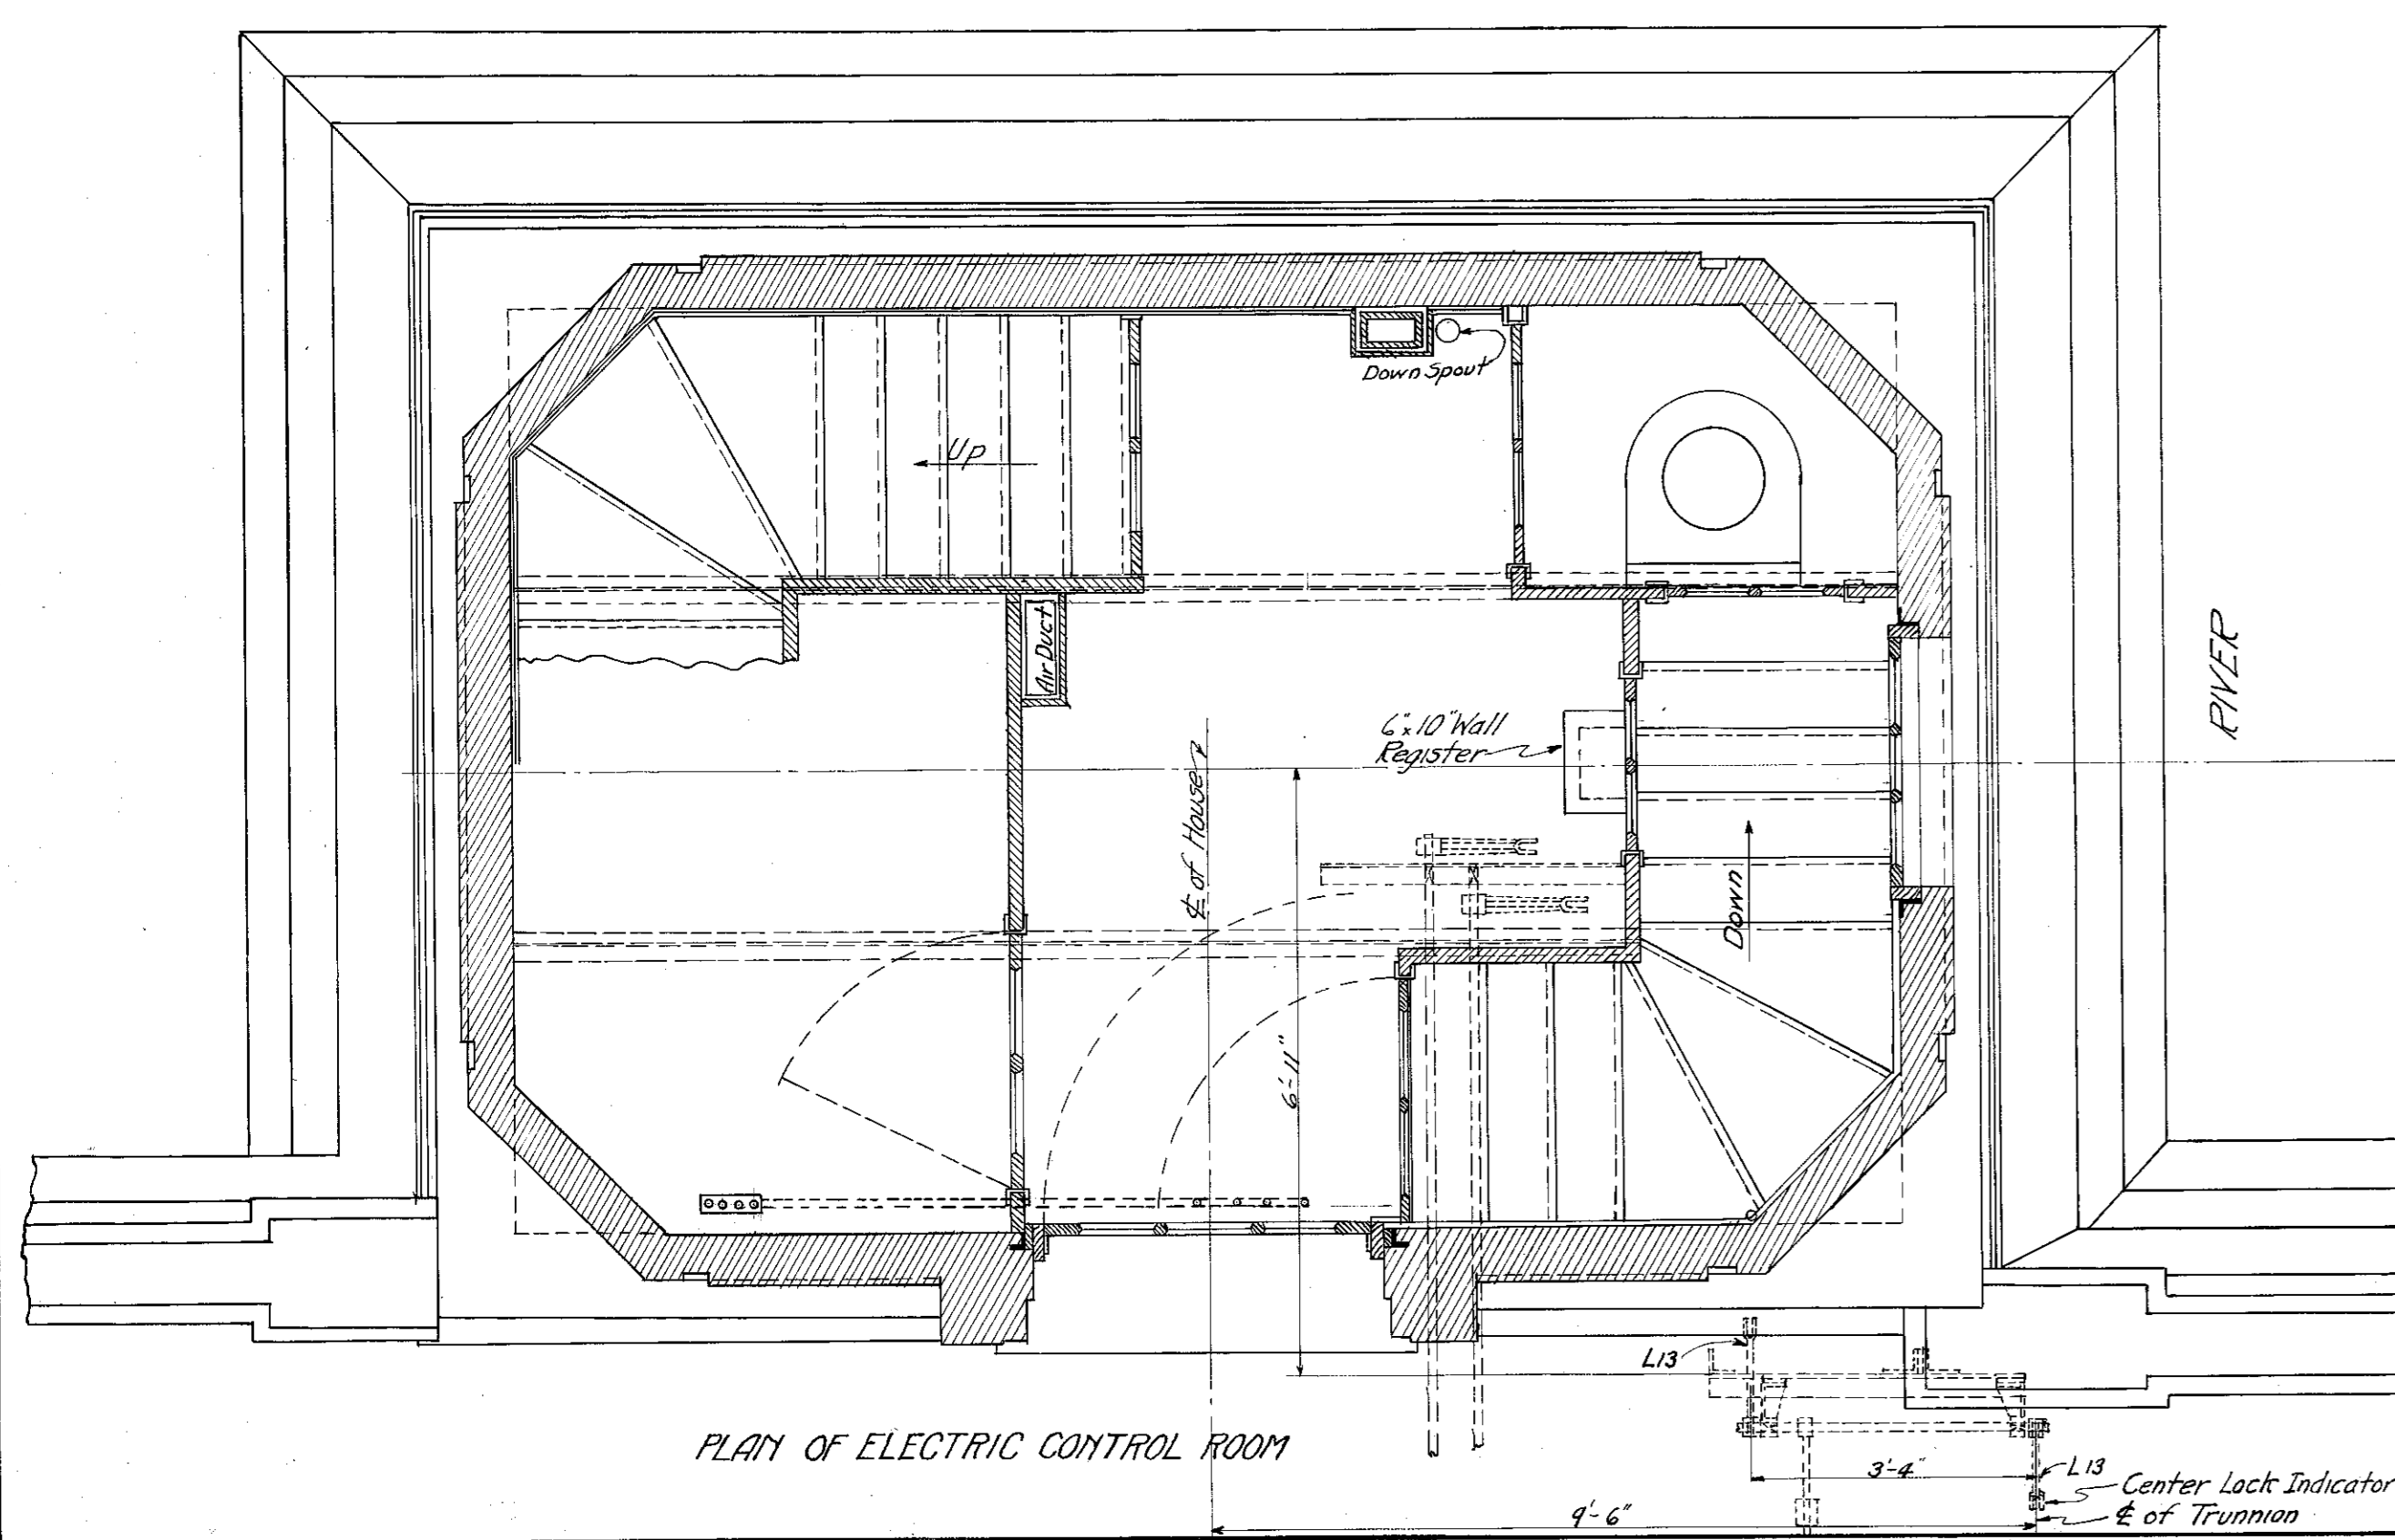 Down Spout
Up
Air Duct
RIVER
6"x10" Wall
Register
℄ of House
Down
6'-11"
L13
PLAN OF ELECTRIC CONTROL ROOM
3'-4"
L13
Center Lock Indicator
℄ of Trunnion
9'-6"